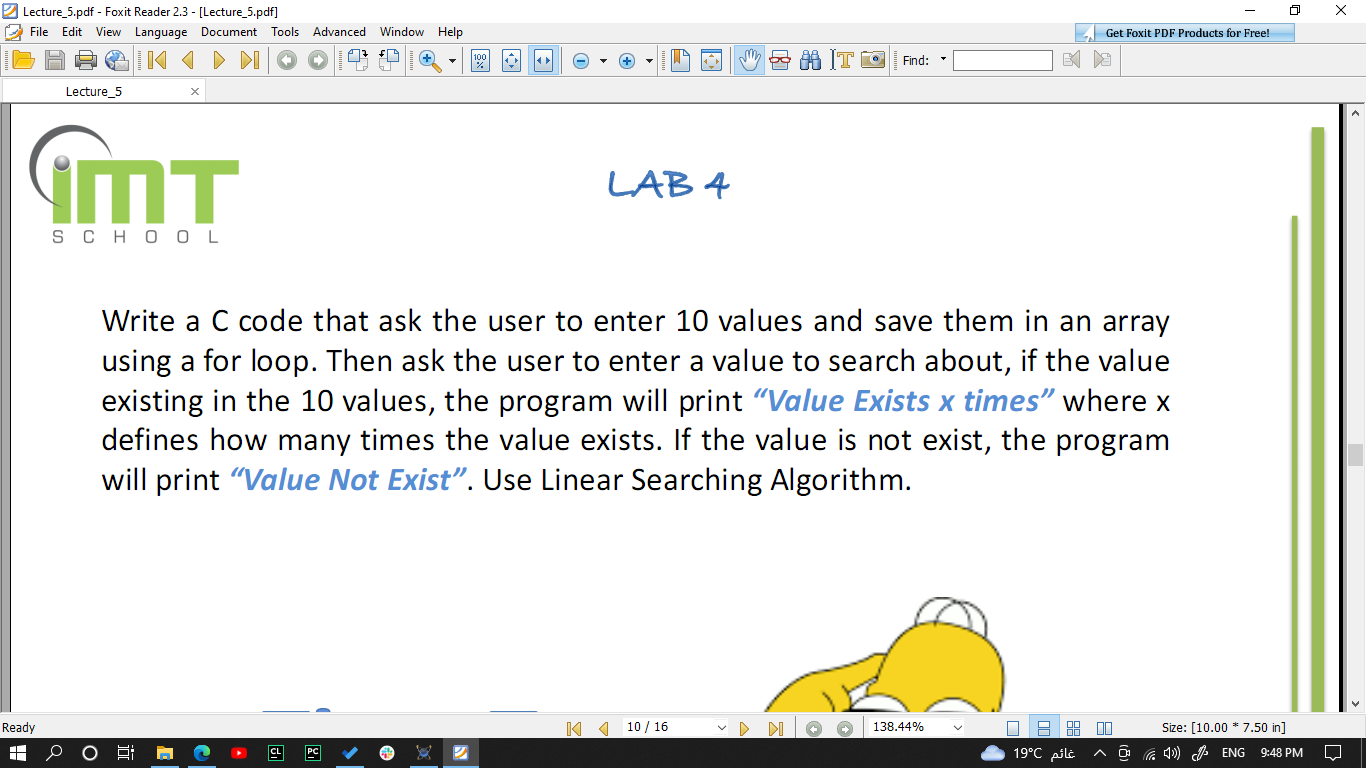 Lecture_5.pdf - Foxit Reader 2.3 - [Lecture_5.pdf]
File Edit View Language Document Tools Advanced Window Help
Get Foxit PDF Products for Free!
100 %
T
Find:
Lecture_5
iMT
SCHOOL
LAB 4
Write a C code that ask the user to enter 10 values and save them in an array
using a for loop. Then ask the user to enter a value to search about, if the value
existing in the 10 values, the program will print “Value Exists x times” where x
defines how many times the value exists. If the value is not exist, the program
will print “Value Not Exist”. Use Linear Searching Algorithm.
Ready
10 / 16
138.44%
Size: [10.00 * 7.50 in]
CL
PC
19°C غائم
ENG
9:48 PM